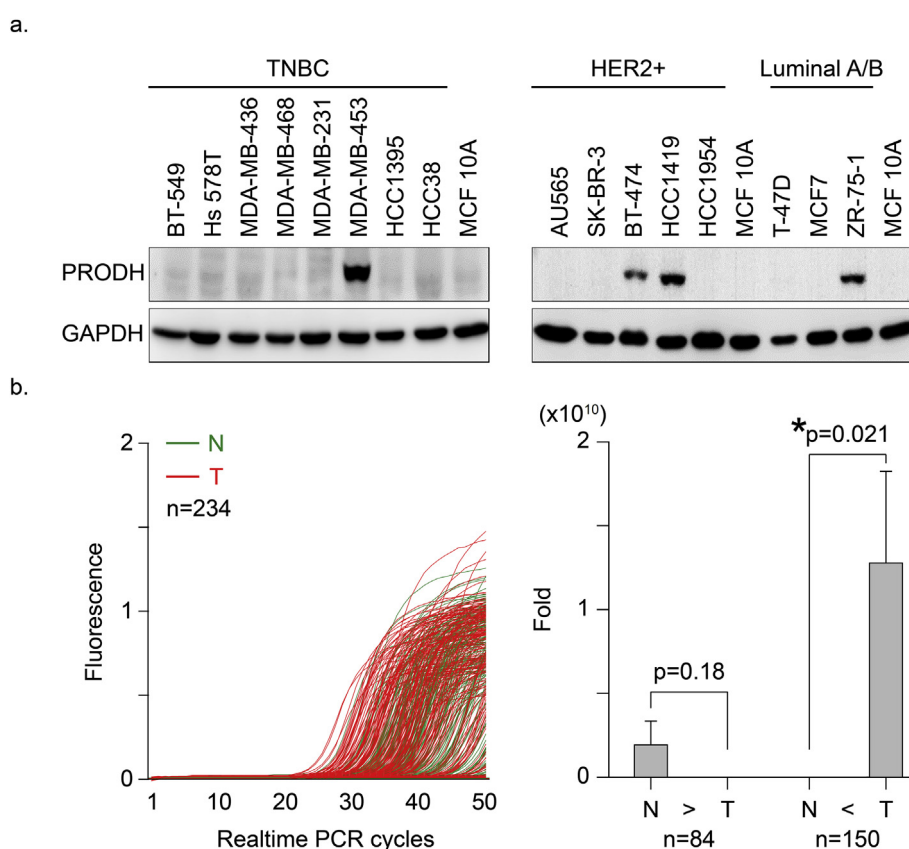 a.
TNBC
HER2+
Luminal A/B
BT-549
Hs 578T
MDA-MB-436
MDA-MB-468
MDA-MB-231
MDA-MB-453
HCC1395
HCC38
MCF 10A
AU565
SK-BR-3
BT-474
HCC1419
HCC1954
MCF 10A
T-47D
MCF7
ZR-75-1
MCF 10A
PRODH
GAPDH
b.
2
1
0
Fluorescence
N
T
n=234
1 10 20 30 40 50
Realtime PCR cycles
(x10¹⁰)
2
1
0
Fold
p=0.18
*p=0.021
N > T
N < T
n=84
n=150